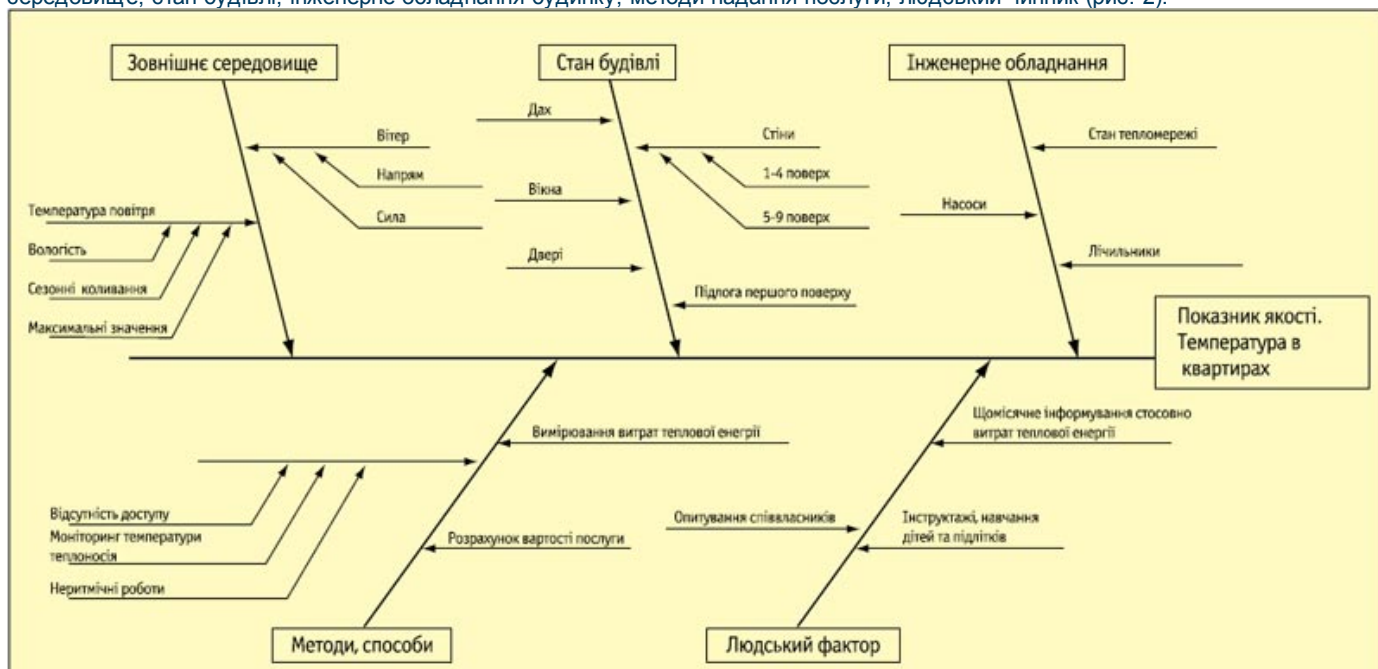 середовище, стан будівлі, інженерне обладнання будинку, методи надання послуги, людський чинник (рис. 2).
Зовнішнє середовище
Стан будівлі
Інженерне обладнання
Дах
Вітер
Стіни
Стан тепломережі
Напрям
1-4 поверх
Вікна
Насоси
Температура повітря
Сила
5-9 поверх
Вологість
Двері
Лічильники
Сезонні коливання
Підлога першого поверху
Максимальні значення
Показник якості.
Температура в
квартирах
Вимірювання витрат теплової енегрії
Щомісячне інформування стосовно
витрат теплової енергії
Відсутність доступу
Моніторинг температури
теплоносія
Неритмічні роботи
Розрахунок вартості послуги
Опитування співвласників
Інструктажі, навчання
дітей та підлітків
Методи, способи
Людський фактор